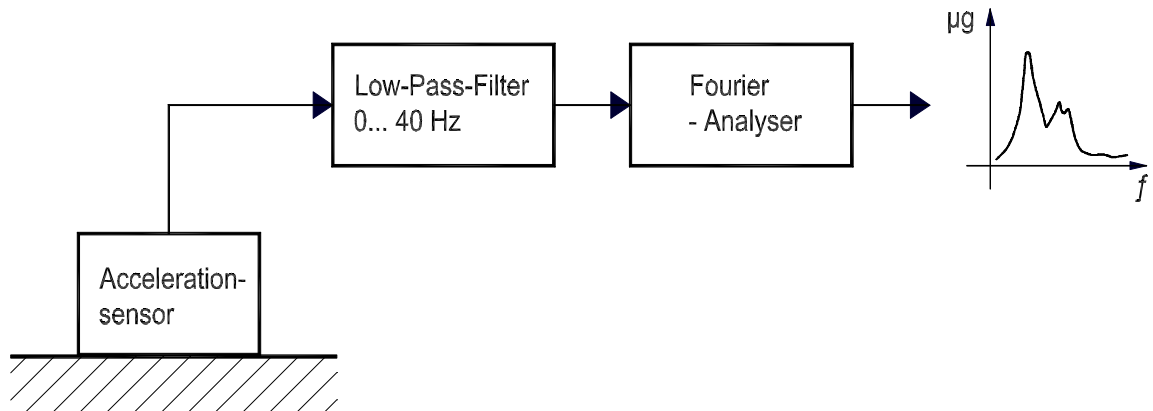 Acceleration-
sensor
Low-Pass-Filter
0... 40 Hz
Fourier
- Analyser
µg
f